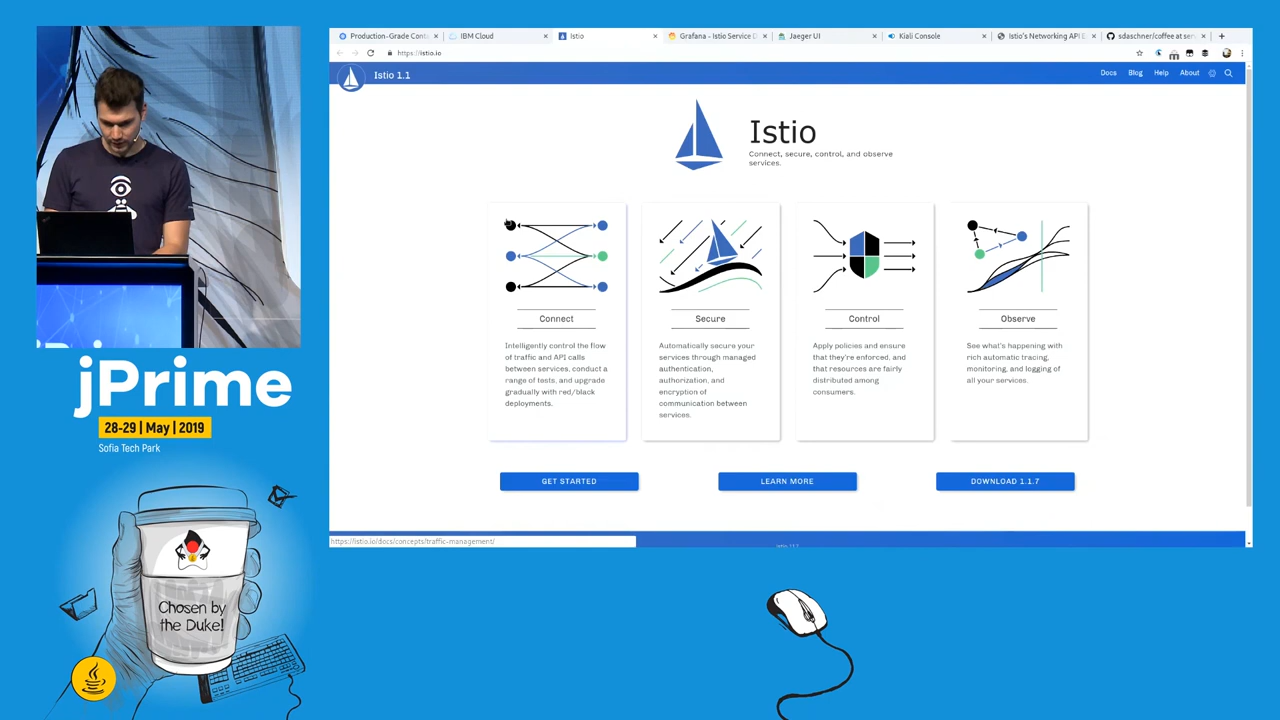 Production-Grade Conta
IBM Cloud
Istio
Grafana - Istio Service D
Jaeger UI
Kiali Console
Istio's Networking API E
sdaschner/coffee at ser
https://istio.io
Istio 1.1
Docs
Blog
Help
About
Istio
Connect, secure, control, and observe
services.
Connect
Intelligently control the flow
of traffic and API calls
between services, conduct a
range of tests, and upgrade
gradually with red/black
deployments.
Secure
Automatically secure your
services through managed
authentication,
authorization, and
encryption of
communication between
services.
Control
Apply policies and ensure
that they're enforced, and
that resources are fairly
distributed among
consumers.
Observe
See what's happening with
rich automatic tracing,
monitoring, and logging of
all your services.
GET STARTED
LEARN MORE
DOWNLOAD 1.1.7
https://istio.io/docs/concepts/traffic-management/
jPrime
28-29 | May | 2019
Sofia Tech Park
Chosen by
the Duke!